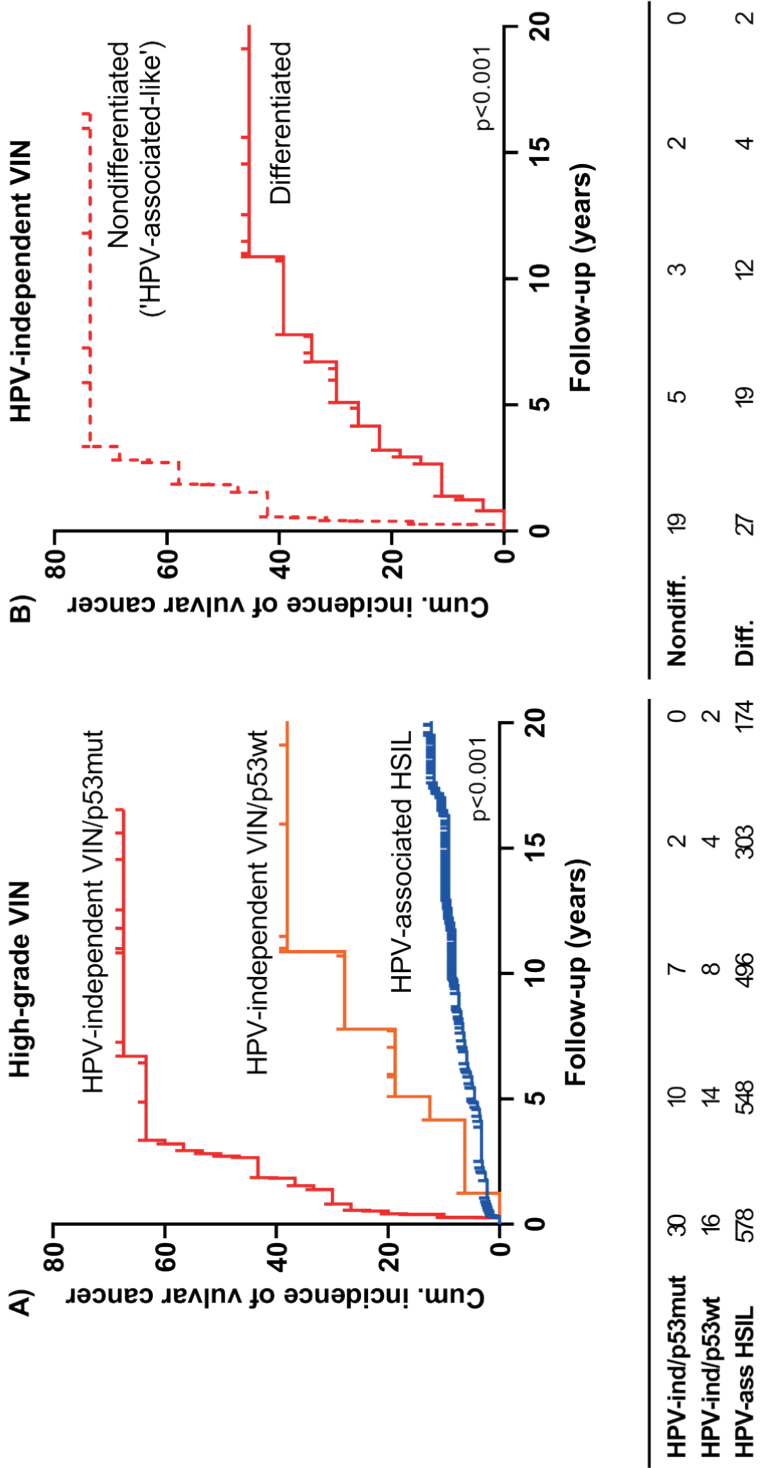 A)
High-grade VIN
Cum. incidence of vulvar cancer
80
60
40
20
0
HPV-independent VIN/p53mut
HPV-independent VIN/p53wt
HPV-associated HSIL
p<0.001
0
5
10
15
20
Follow-up (years)
HPV-ind/p53mut 30 10 7 2 0
HPV-ind/p53wt 16 14 8 4 2
HPV-ass HSIL 578 548 496 303 174
B)
HPV-independent VIN
Cum. incidence of vulvar cancer
80
60
40
20
0
Nondifferentiated
('HPV-associated-like')
Differentiated
p<0.001
0
5
10
15
20
Follow-up (years)
Nondiff. 19 5 3 2 0
Diff. 27 19 12 4 2